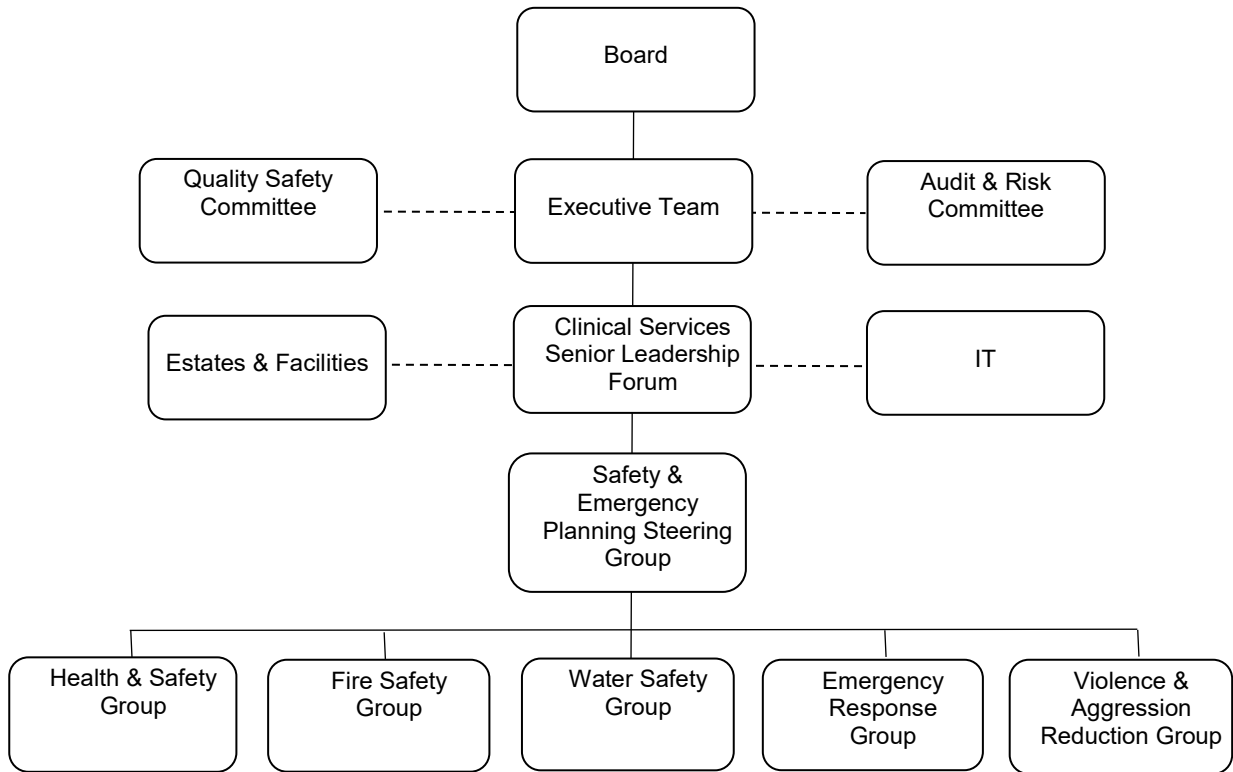 Board
Quality Safety
Committee
Executive Team
Audit & Risk
Committee
Estates & Facilities
Clinical Services
Senior Leadership
Forum
IT
Safety &
Emergency
Planning Steering
Group
Health & Safety
Group
Fire Safety
Group
Water Safety
Group
Emergency
Response
Group
Violence &
Aggression
Reduction Group